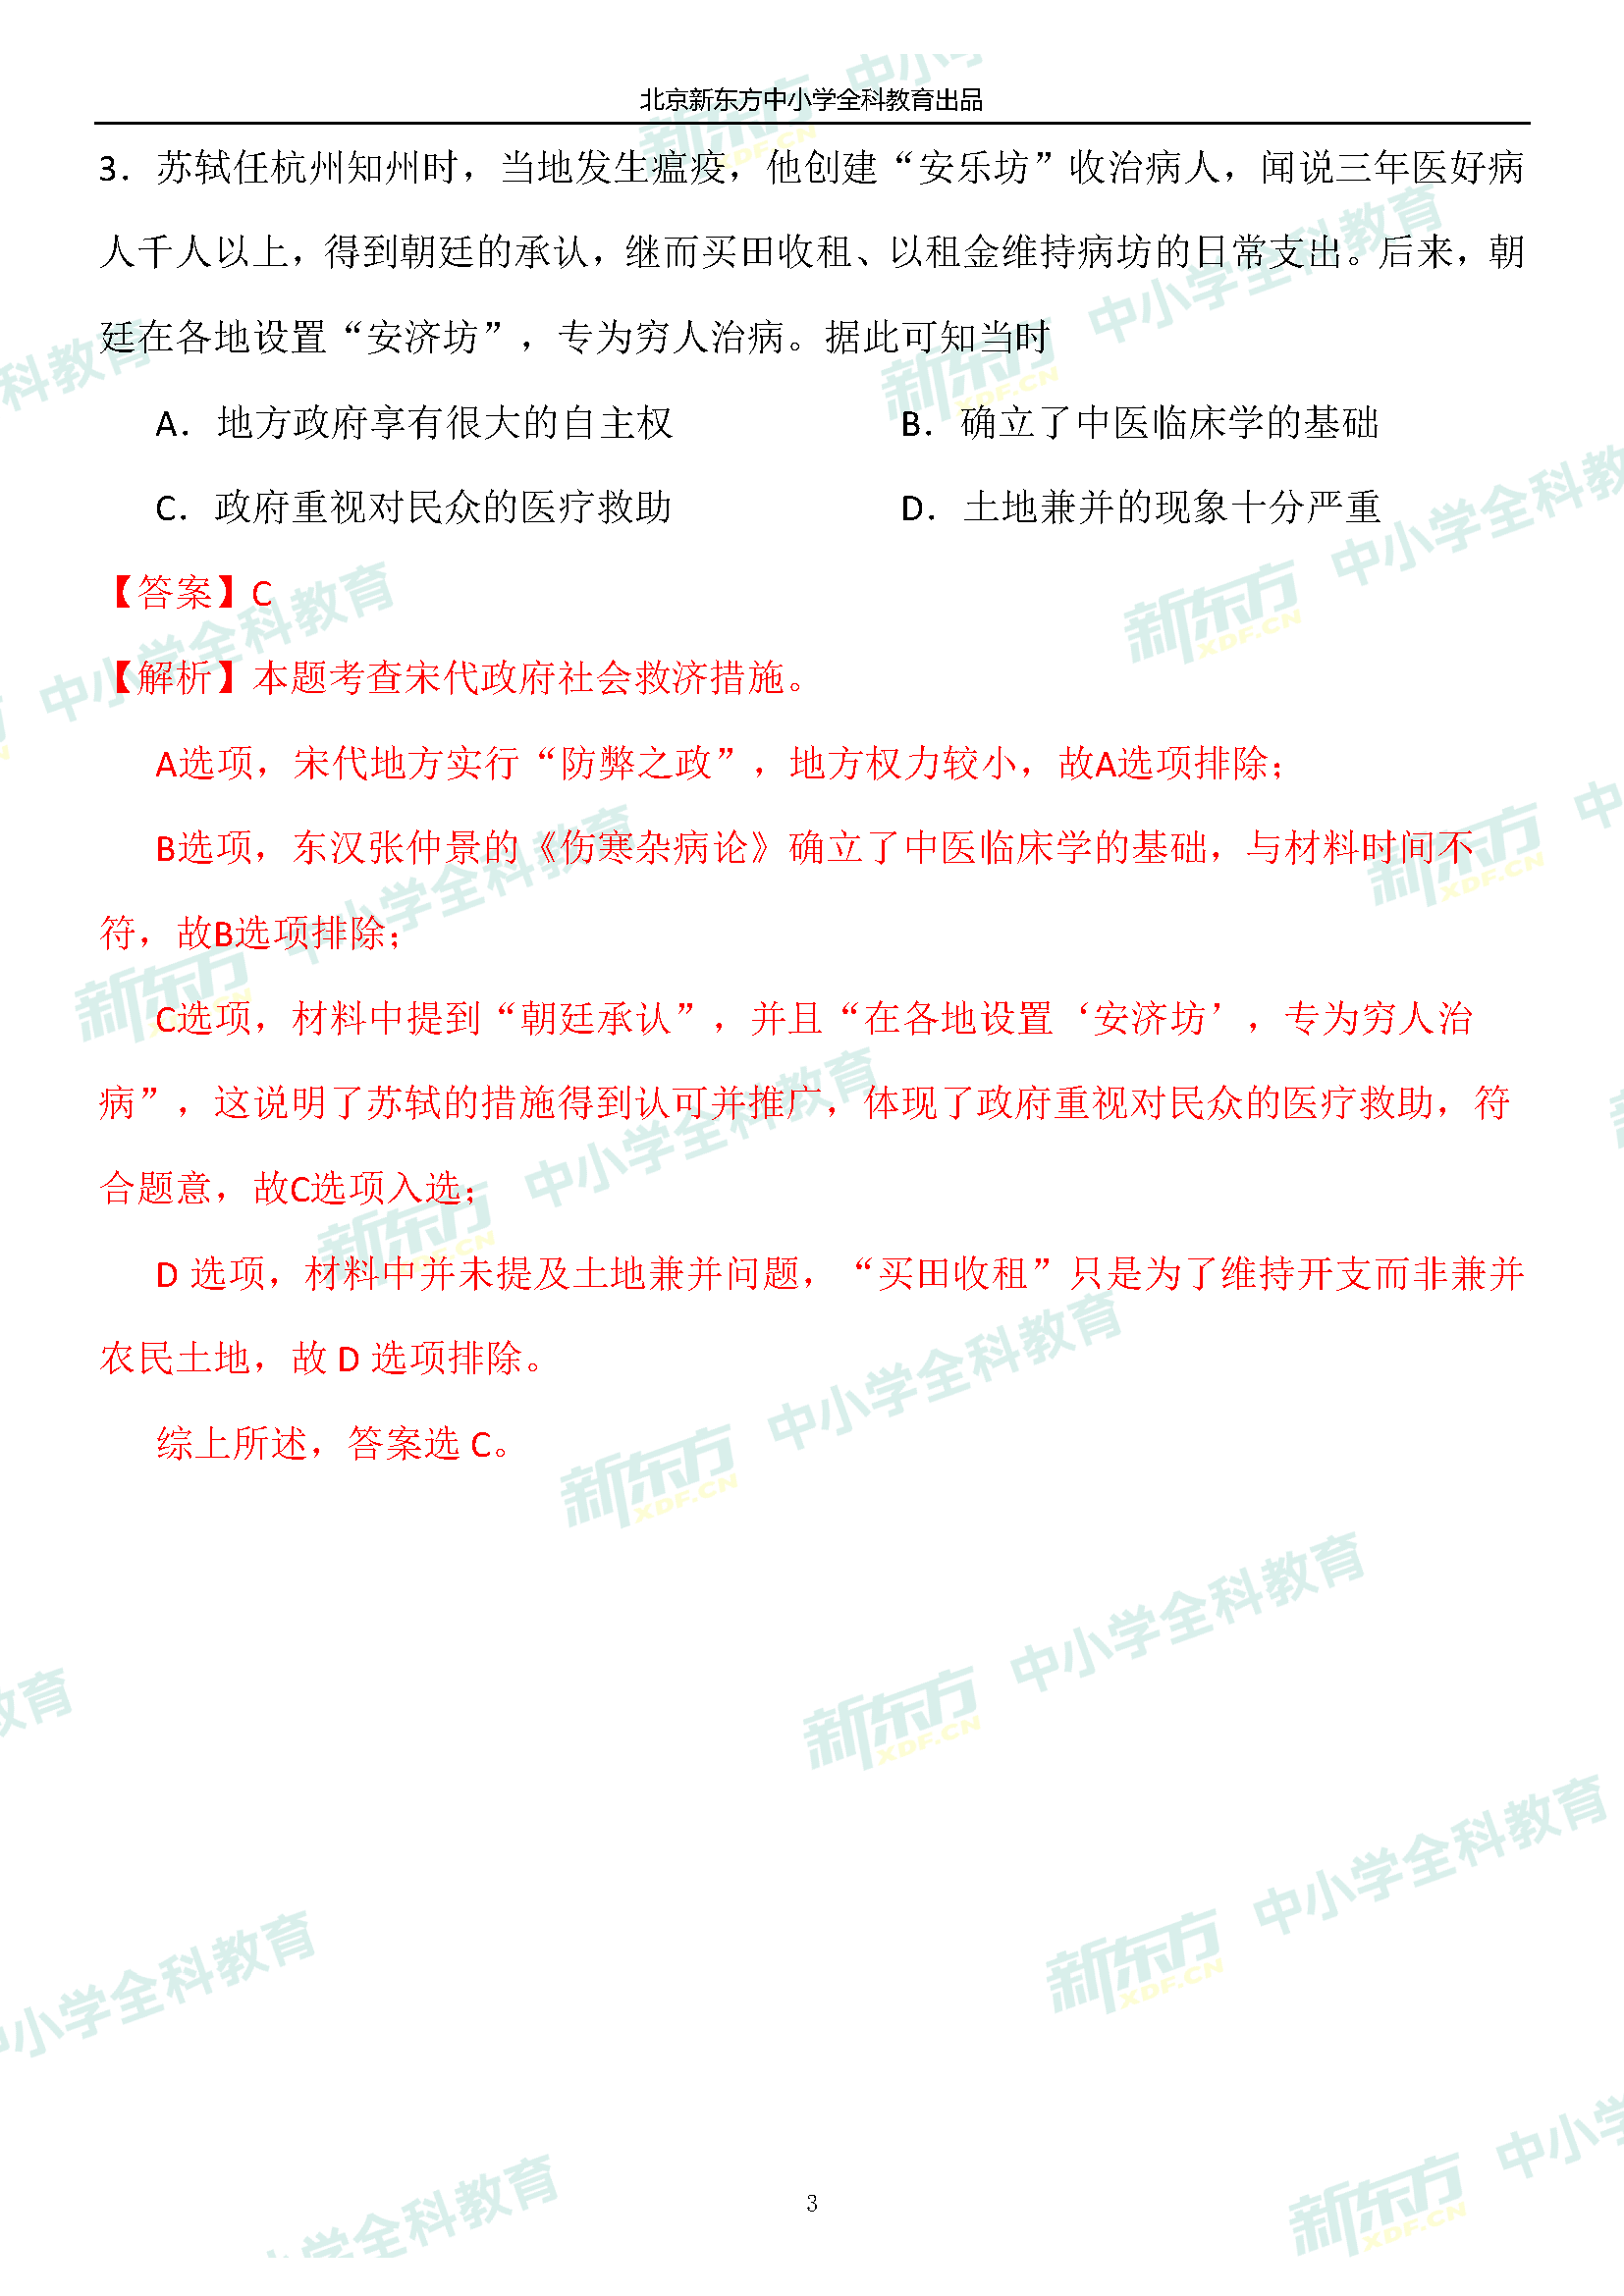 北京新东方中小学全科教育出品
3．苏轼任杭州知州时，当地发生瘟疫，他创建“安乐坊”收治病人，闻说三年医好病
人千人以上，得到朝廷的承认，继而买田收租、以租金维持病坊的日常支出。后来，朝
廷在各地设置“安济坊”，专为穷人治病。据此可知当时
A．地方政府享有很大的自主权 B．确立了中医临床学的基础
C．政府重视对民众的医疗救助 D．土地兼并的现象十分严重
【答案】C
【解析】本题考查宋代政府社会救济措施。
A选项，宋代地方实行“防弊之政”，地方权力较小，故A选项排除；
B选项，东汉张仲景的《伤寒杂病论》确立了中医临床学的基础，与材料时间不
符，故B选项排除；
C选项，材料中提到“朝廷承认”，并且“在各地设置‘安济坊’，专为穷人治
病”，这说明了苏轼的措施得到认可并推广，体现了政府重视对民众的医疗救助，符
合题意，故C选项入选；
D 选项，材料中并未提及土地兼并问题，“买田收租”只是为了维持开支而非兼并
农民土地，故 D 选项排除。
综上所述，答案选 C。
3
新东方 XDF.CN 中小学全科教育